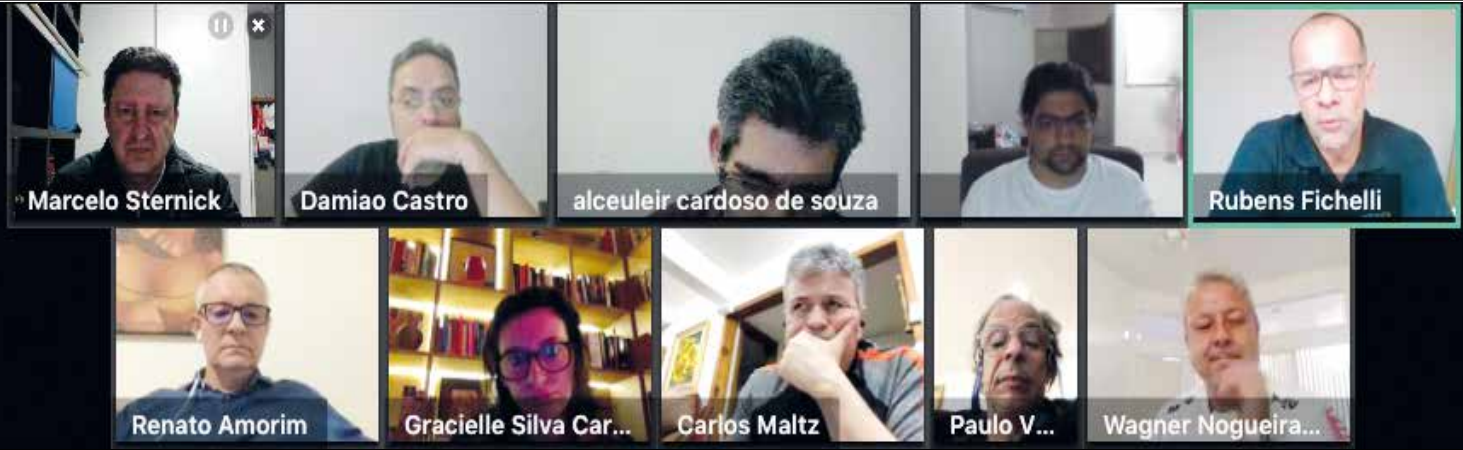 Marcelo Sternick
Damiao Castro
alceuleir cardoso de souza
Rubens Fichelli
Renato Amorim
Gracielle Silva Car...
Carlos Maltz
Paulo V...
Wagner Nogueira...